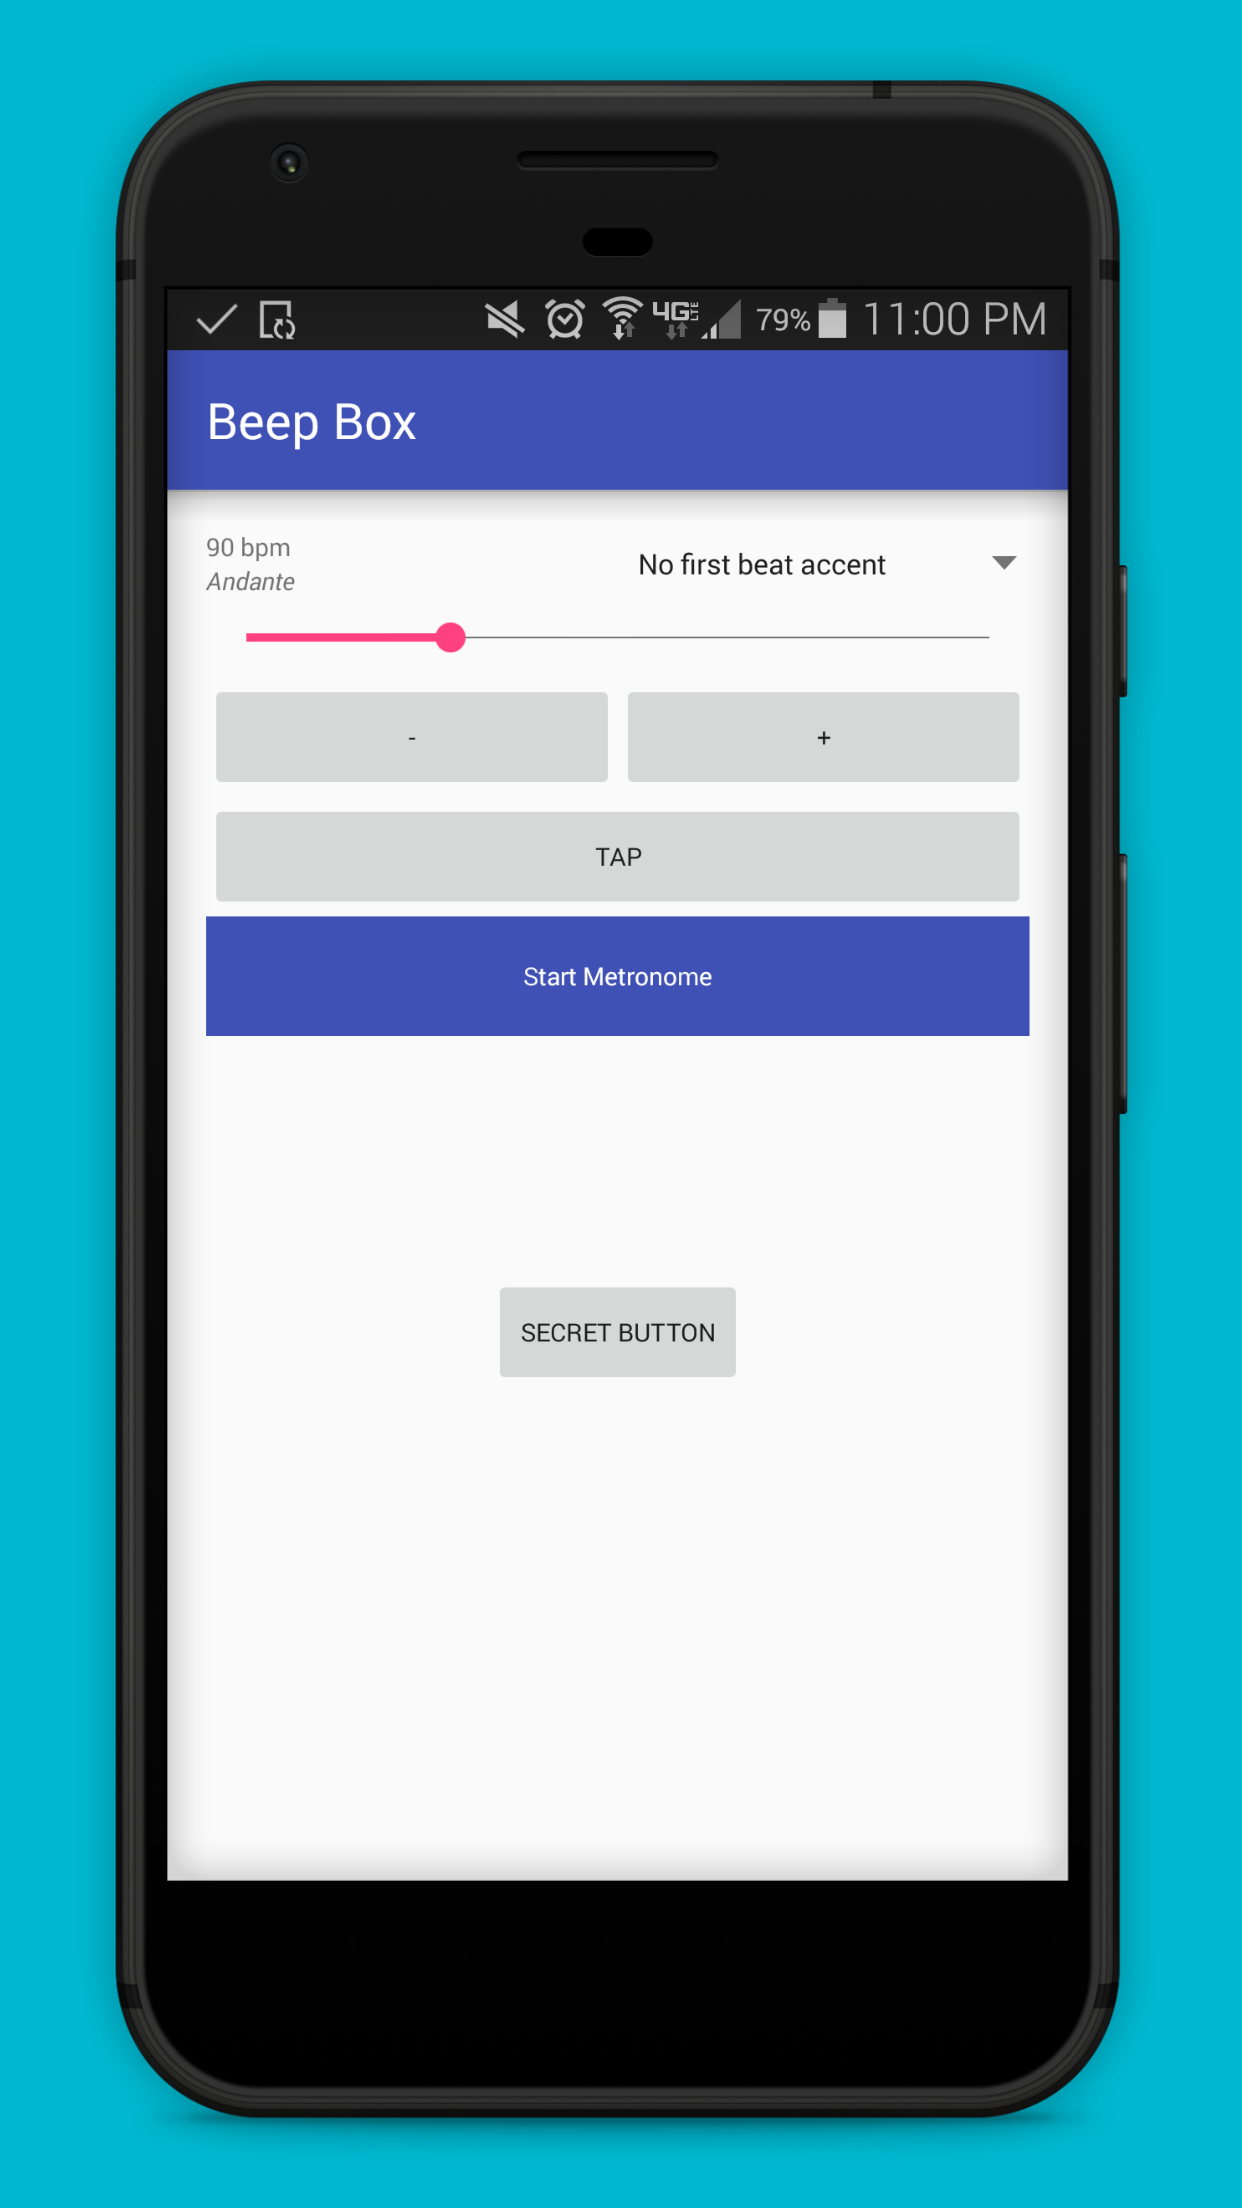 4G LTE 79% 11:00 PM
Beep Box
90 bpm
Andante
No first beat accent
- +
TAP
Start Metronome
SECRET BUTTON